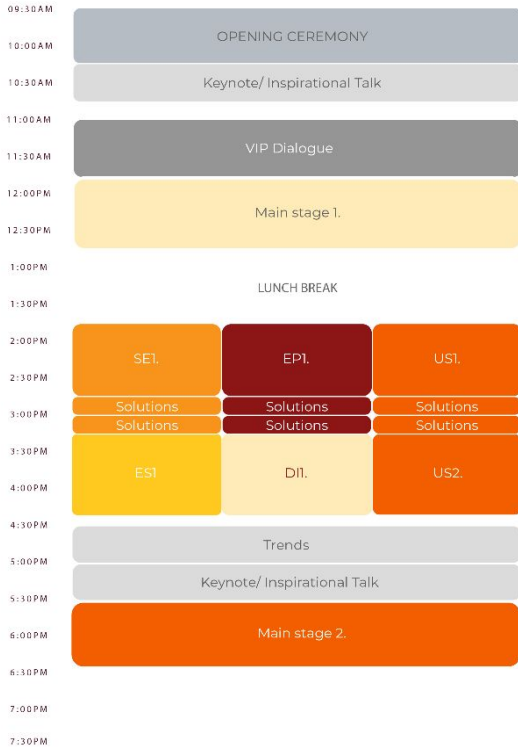 09:30AM
OPENING CEREMONY
10:00AM
10:30AM
Keynote/ Inspirational Talk
11:00AM
VIP Dialogue
11:30AM
12:00PM
Main stage 1.
12:30PM
1:00PM
LUNCH BREAK
1:30PM
2:00PM
SE1. EP1. US1.
2:30PM
Solutions Solutions Solutions
3:00PM
Solutions Solutions Solutions
3:30PM
ES1 DI1. US2.
4:00PM
4:30PM
Trends
5:00PM
Keynote/ Inspirational Talk
5:30PM
6:00PM
Main stage 2.
6:30PM
7:00PM
7:30PM